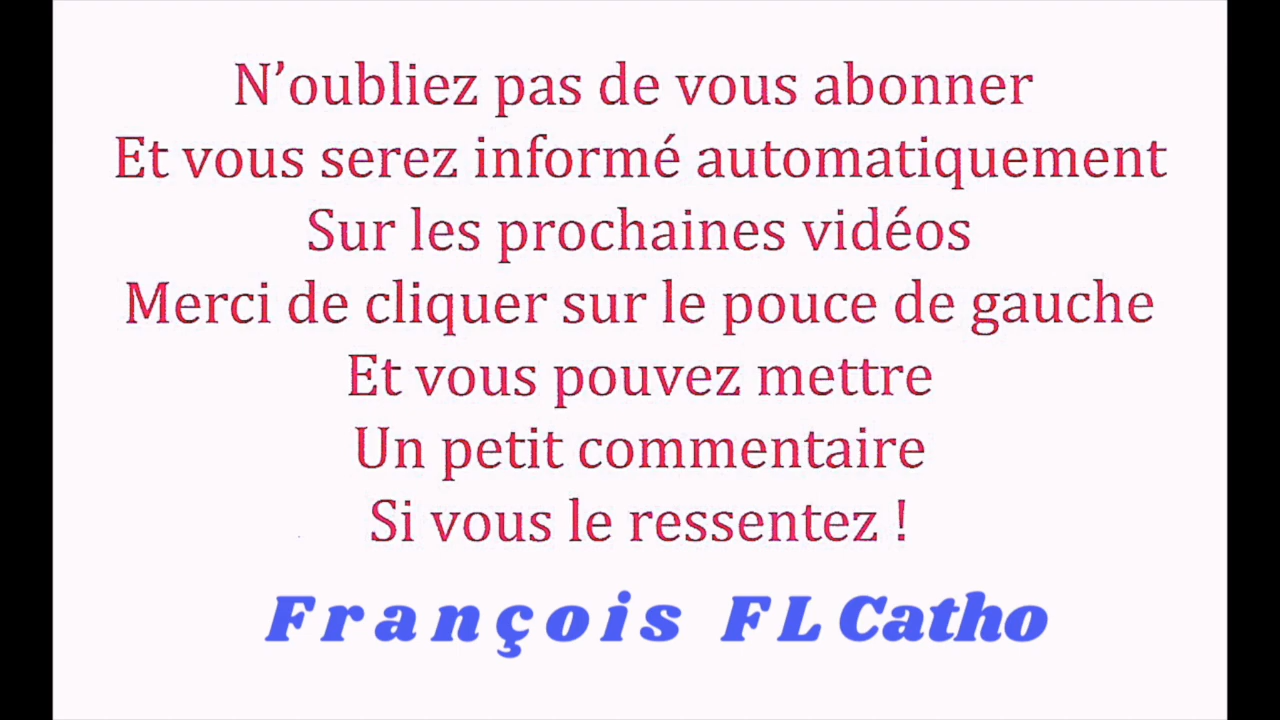 N’oubliez pas de vous abonner
Et vous serez informé automatiquement
Sur les prochaines vidéos
Merci de cliquer sur le pouce de gauche
Et vous pouvez mettre
Un petit commentaire
Si vous le ressentez !
François FLCatho